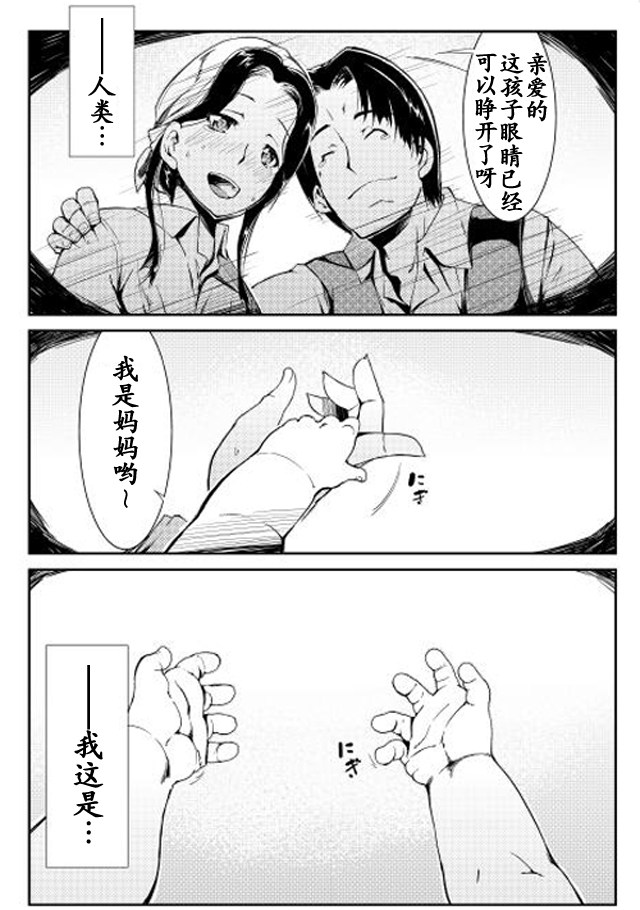 亲爱的
这孩子眼睛已经
可以睁开了呀
——人类…
我是妈妈哟～
にぎ
——我这是…
にぎ